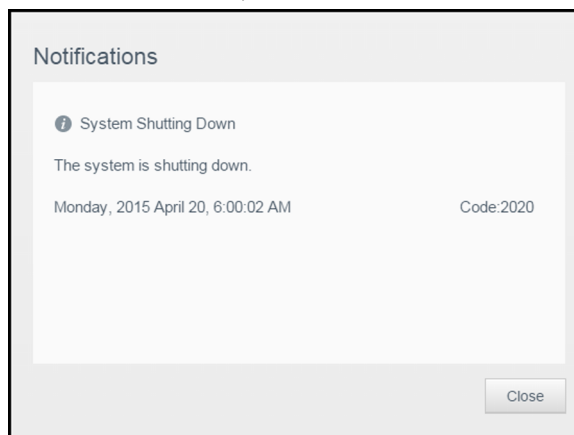 Notifications
System Shutting Down
The system is shutting down.
Monday, 2015 April 20, 6:00:02 AM Code:2020
Close